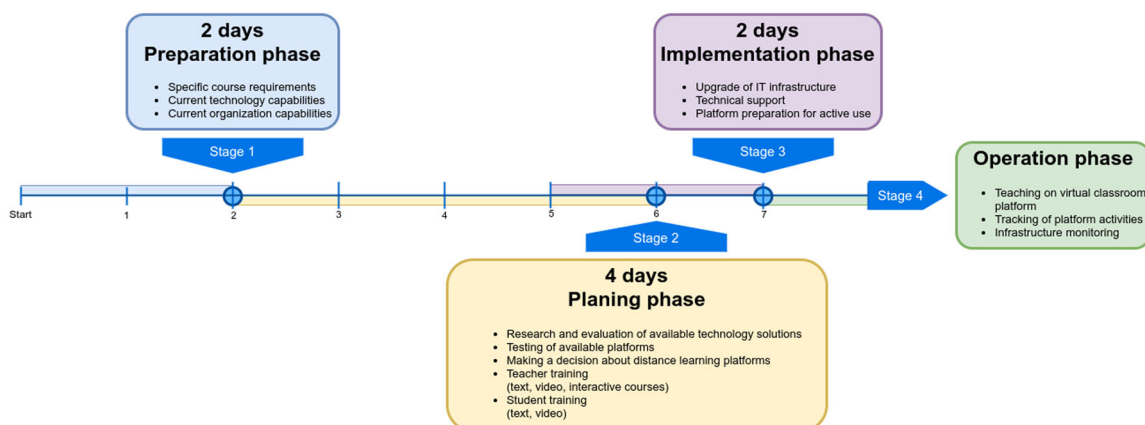 2 days
Preparation phase
• Specific course requirements
• Current technology capabilities
• Current organization capabilities
Stage 1
2 days
Implementation phase
• Upgrade of IT infrastructure
• Technical support
• Platform preparation for active use
Stage 3
Operation phase
• Teaching on virtual classroom
platform
• Tracking of platform activities
• Infrastructure monitoring
Stage 4
Start
1
2
3
4
5
6
7
Stage 2
4 days
Planing phase
• Research and evaluation of available technology solutions
• Testing of available platforms
• Making a decision about distance learning platforms
• Teacher training
(text, video, interactive courses)
• Student training
(text, video)